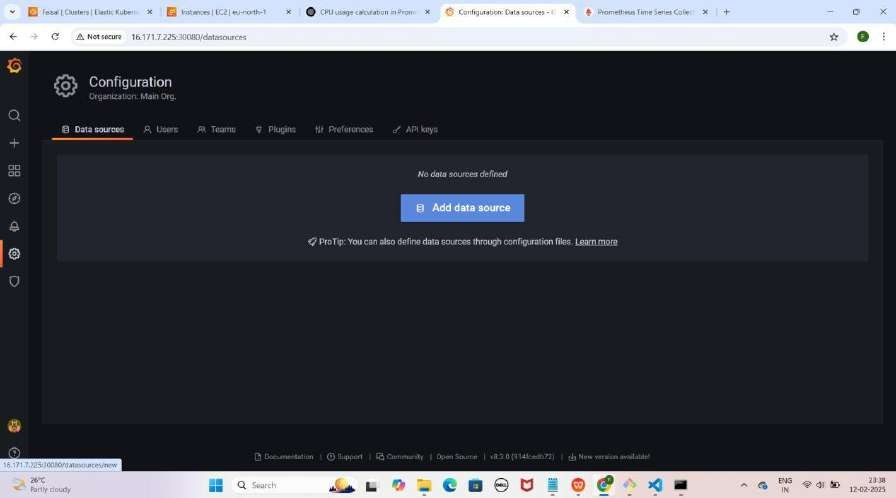 Faisal | Clusters | Elastic Kuberne
Instances | EC2 | eu-north-1
CPU usage calculation in Prome
Configuration: Data sources - G
Prometheus Time Series Collect
Not secure
16.171.7.225:30080/datasources
Configuration
Organization: Main Org.
Data sources
Users
Teams
Plugins
Preferences
API keys
No data sources defined
Add data source
ProTip: You can also define data sources through configuration files. Learn more
Documentation | Support | Community | Open Source | v8.3.0 (914fcedb72) | New version available!
16.171.7.225:30080/datasources/new
26°C
Partly cloudy
Search
ENG
IN
23:38
12-02-2025